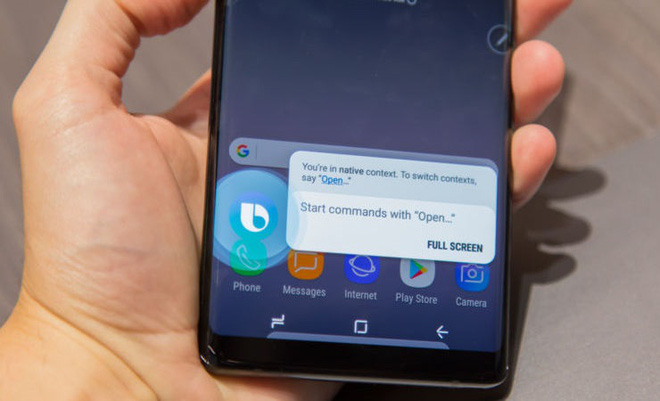 G
You're in native context. To switch contexts,
say "Open..."
Start commands with "Open..."
FULL SCREEN
Phone
Messages
Internet
Play Store
Camera